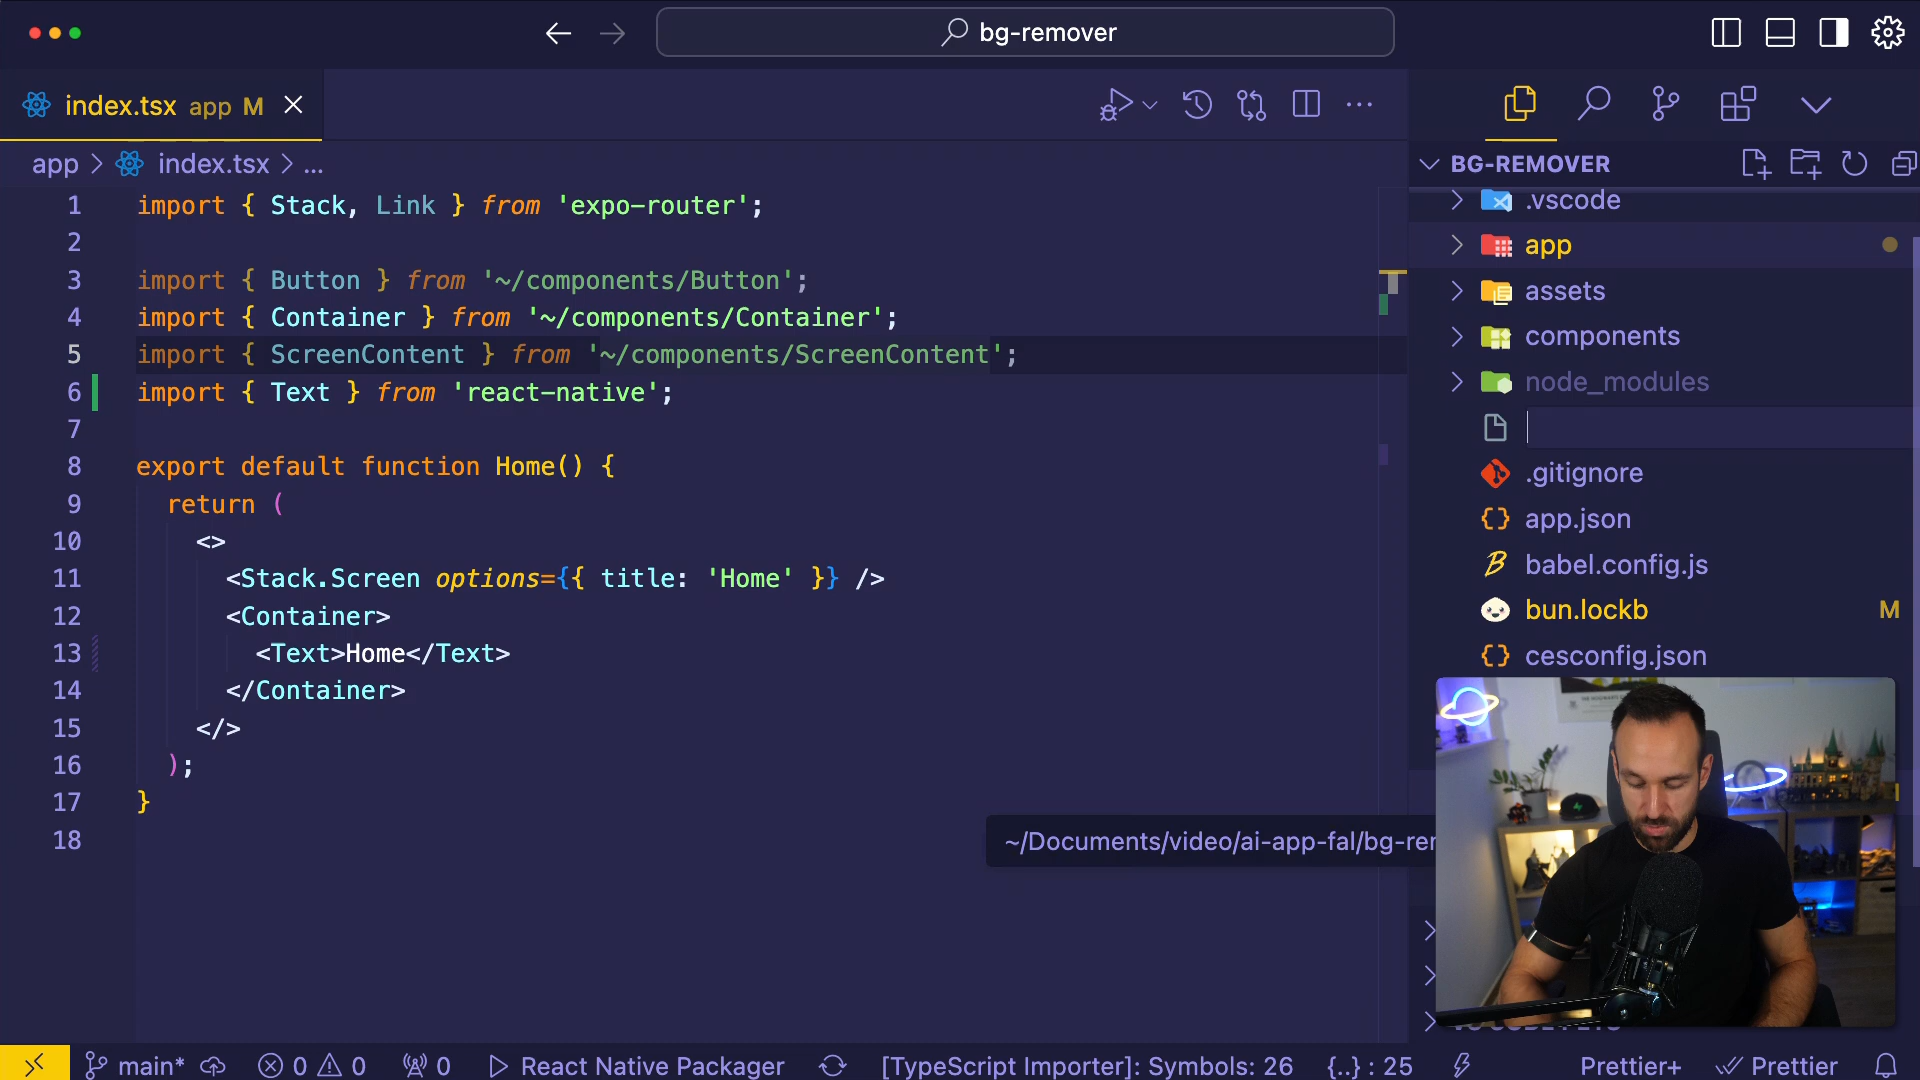 bg-remover
index.tsx app M
app > index.tsx > ...
BG-REMOVER
1 import { Stack, Link } from 'expo-router';
2
3 import { Button } from '~/components/Button';
4 import { Container } from '~/components/Container';
5 import { ScreenContent } from '~/components/ScreenContent';
6 import { Text } from 'react-native';
7
8 export default function Home() {
9 return (
10 <>
11 <Stack.Screen options={{ title: 'Home' }} />
12 <Container>
13 <Text>Home</Text>
14 </Container>
15 </>
16 );
17 }
18
.vscode
app
assets
components
node_modules
.gitignore
app.json
babel.config.js
bun.lockb M
cesconfig.json
~/Documents/video/ai-app-fal/bg-rer
main* 0 0 0 React Native Packager [TypeScript Importer]: Symbols: 26 {..} : 25 Prettier+ Prettier